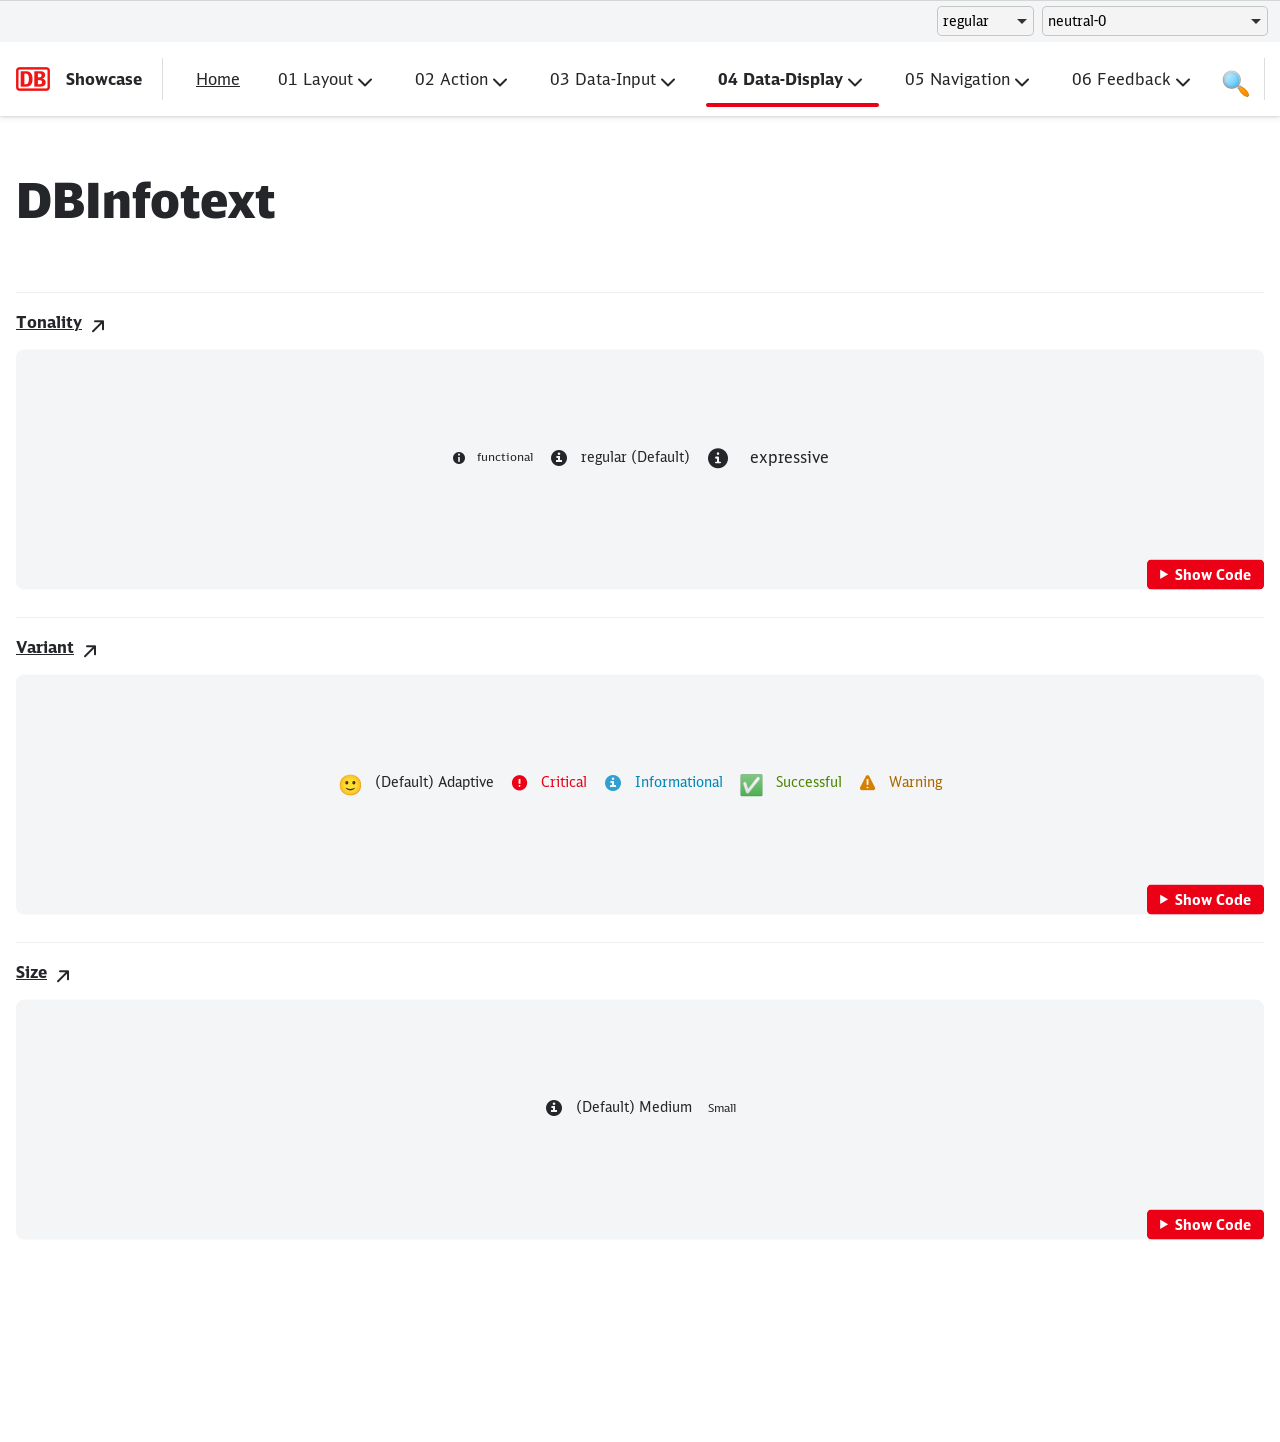 regular neutral-0
DB Showcase Home 01 Layout 02 Action 03 Data-Input 04 Data-Display 05 Navigation 06 Feedback
DBInfotext
Tonality
functional regular (Default) expressive
Show Code
Variant
(Default) Adaptive Critical Informational Successful Warning
Show Code
Size
(Default) Medium Small
Show Code